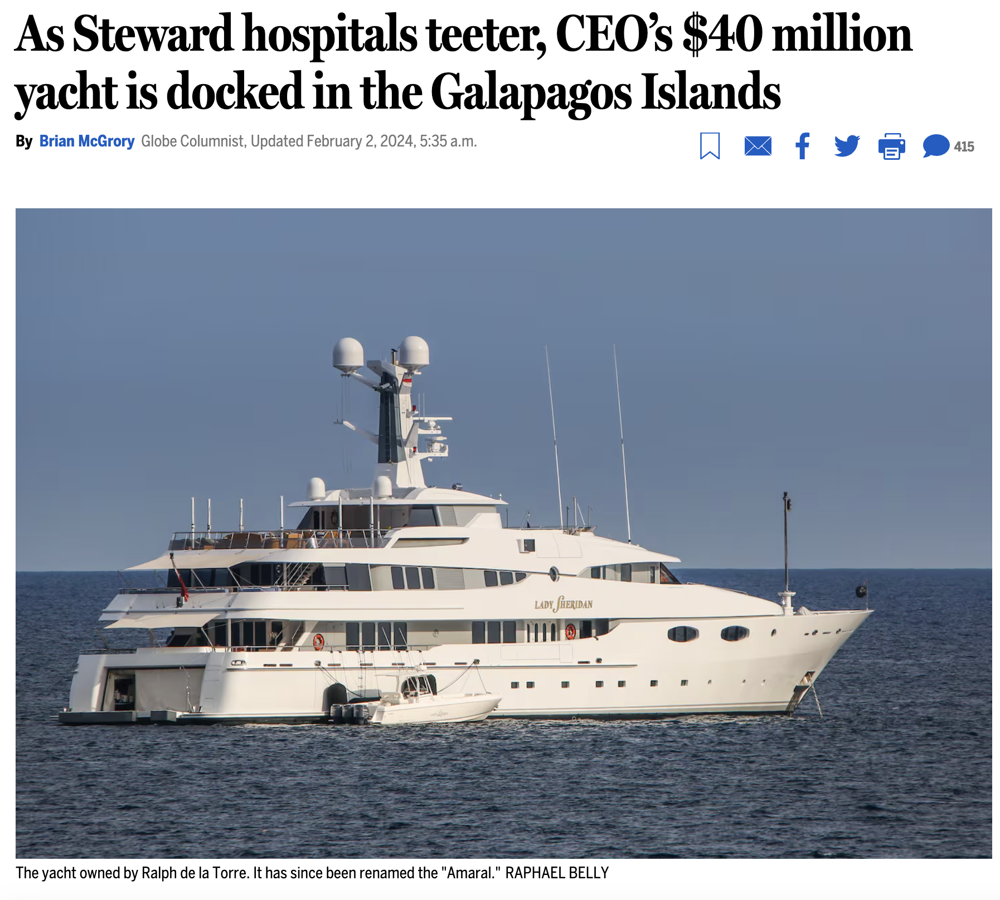 As Steward hospitals teeter, CEO’s $40 million
yacht is docked in the Galapagos Islands
By Brian McGrory Globe Columnist, Updated February 2, 2024, 5:35 a.m.
415
LADY SHERIDAN
The yacht owned by Ralph de la Torre. It has since been renamed the "Amaral." RAPHAEL BELLY